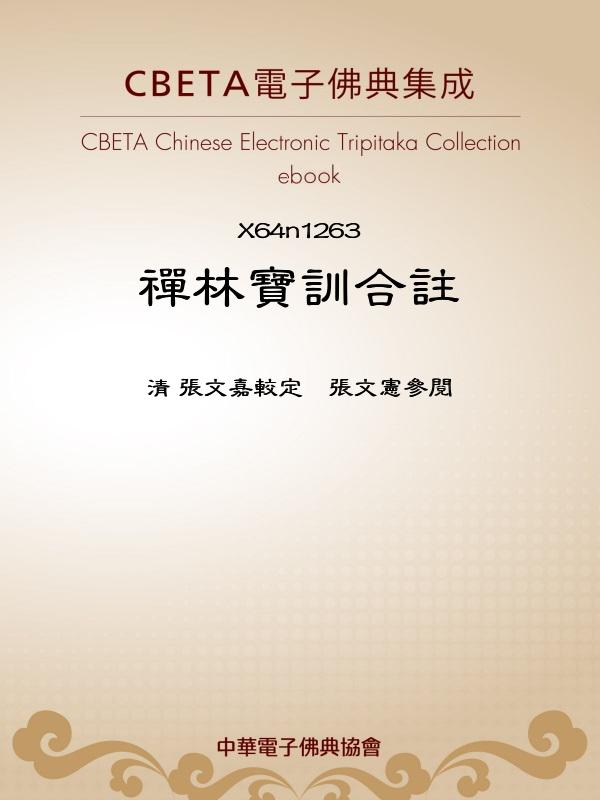 CBETA電子佛典集成
CBETA Chinese Electronic Tripitaka Collection
ebook
X64n1263
禪林寶訓合註
清 張文嘉較定　張文憲參閱
中華電子佛典協會